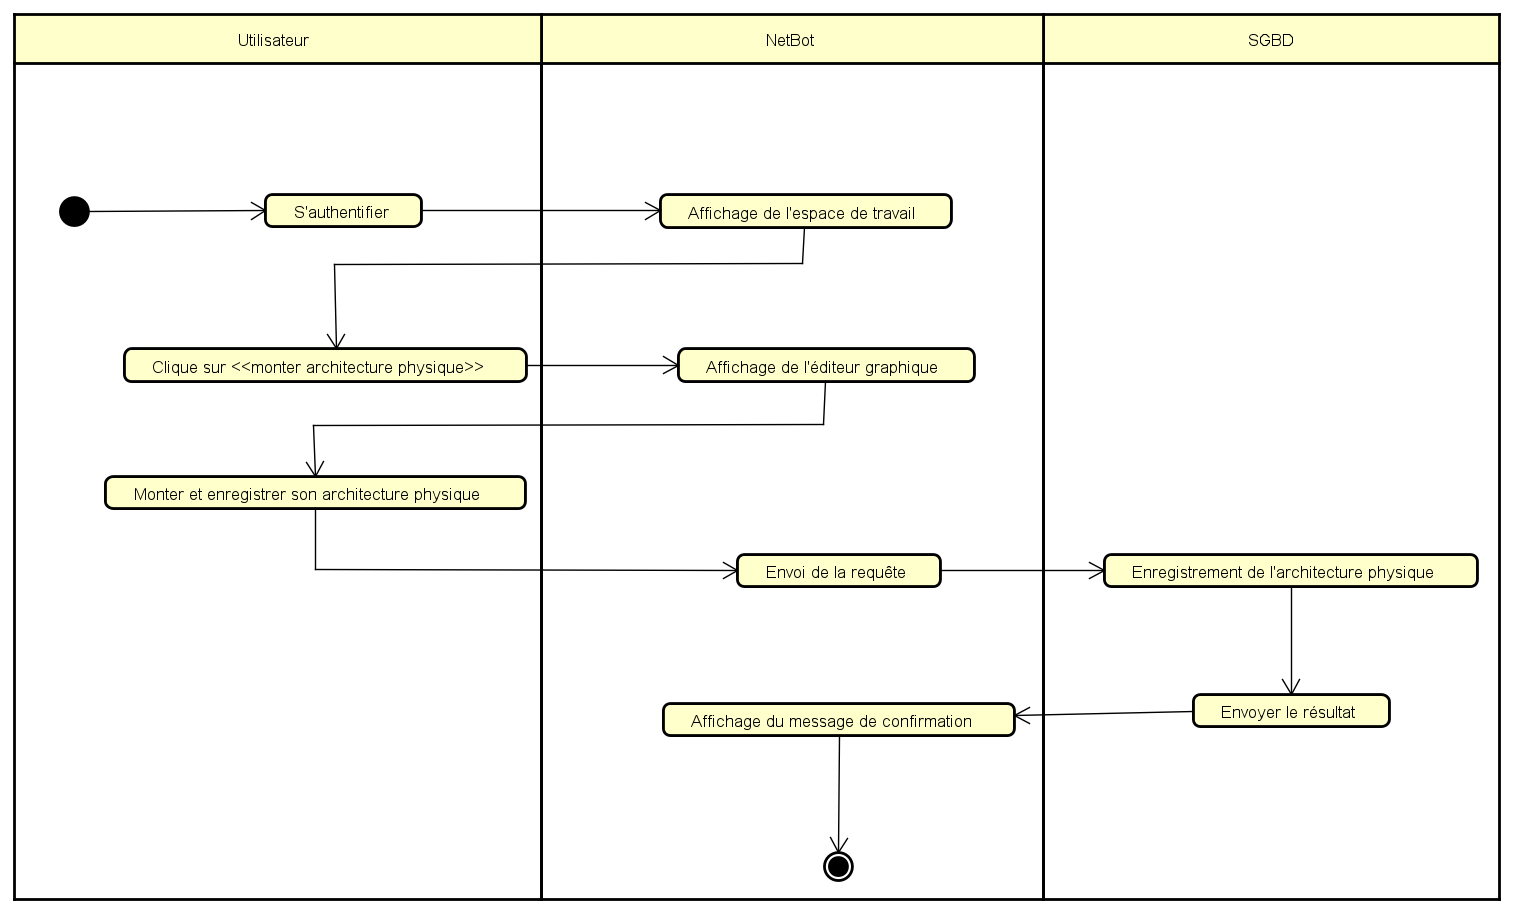 Utilisateur
NetBot
SGBD
S'authentifier
Affichage de l'espace de travail
Clique sur <<monter architecture physique>>
Affichage de l'éditeur graphique
Monter et enregistrer son architecture physique
Envoi de la requête
Enregistrement de l'architecture physique
Envoyer le résultat
Affichage du message de confirmation